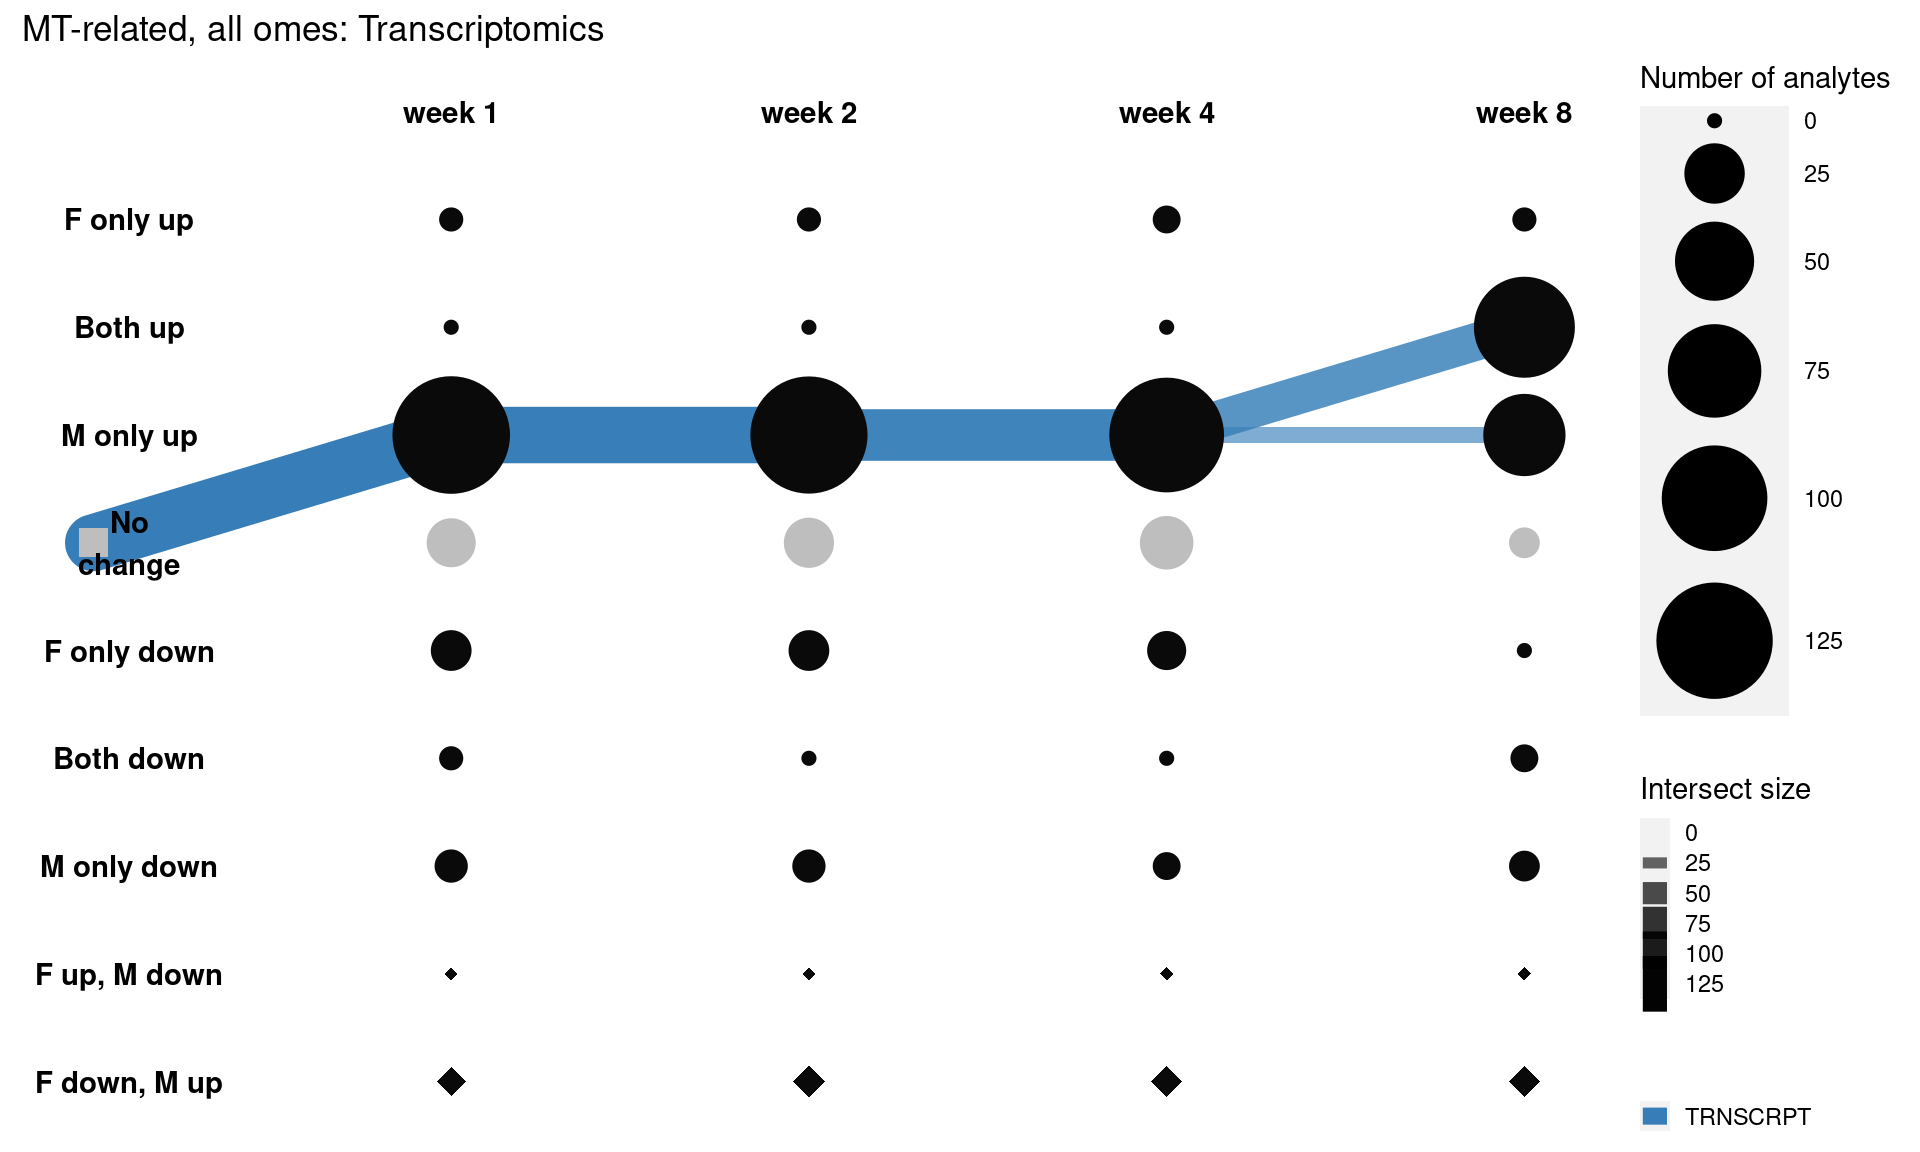 MT-related, all omes: Transcriptomics
week 1
week 2
week 4
week 8
F only up
Both up
M only up
No
change
F only down
Both down
M only down
F up, M down
F down, M up
Number of analytes
0
25
50
75
100
125
Intersect size
0
25
50
75
100
125
TRNSCRPT